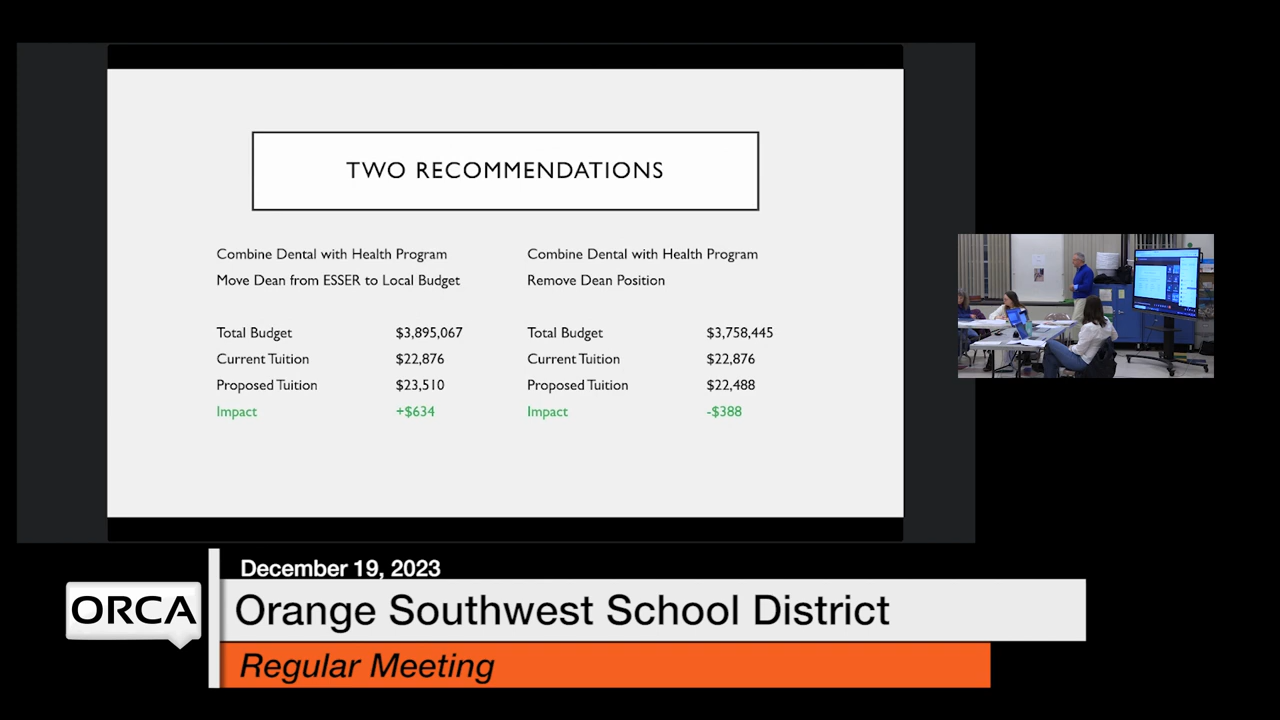 TWO RECOMMENDATIONS
Combine Dental with Health Program
Move Dean from ESSER to Local Budget
Total Budget $3,895,067
Current Tuition $22,876
Proposed Tuition $23,510
Impact +$634
Combine Dental with Health Program
Remove Dean Position
Total Budget $3,758,445
Current Tuition $22,876
Proposed Tuition $22,488
Impact -$388
December 19, 2023
ORCA
Orange Southwest School District
Regular Meeting